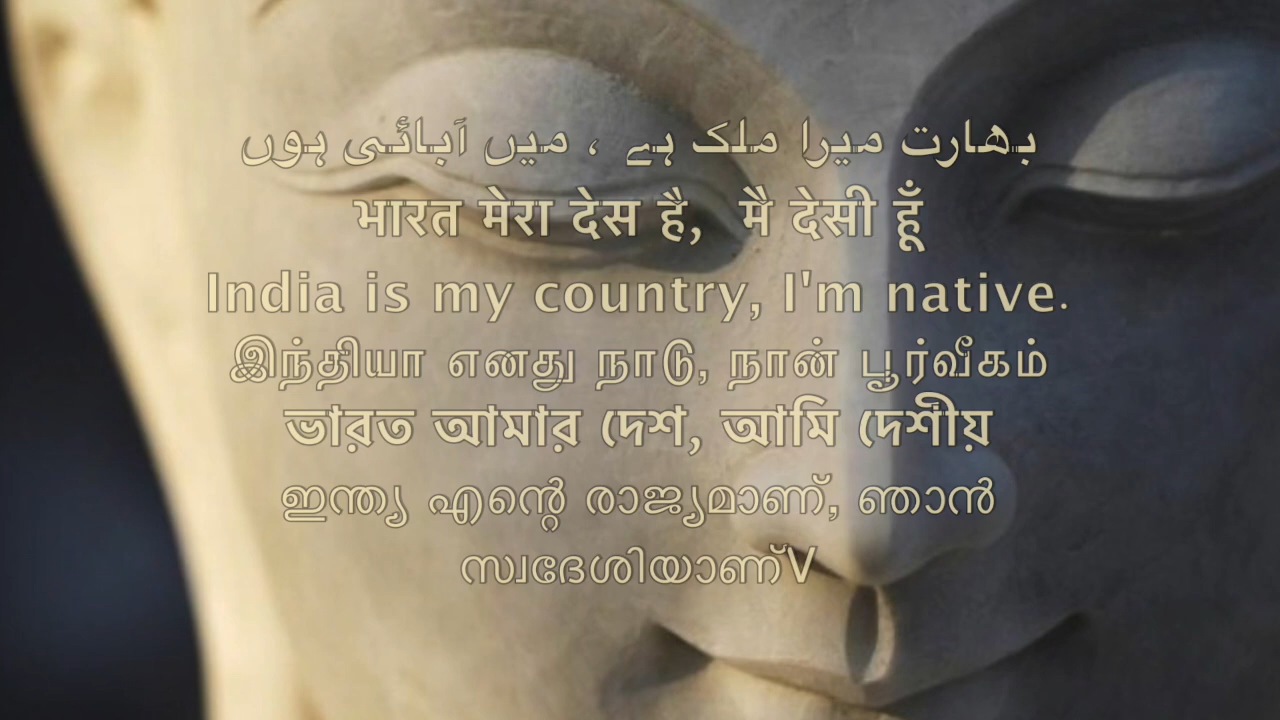 بھارت میرا ملک ہے ، میں آبائی ہوں
भारत मेरा देस है, मै देसी हूँ
India is my country, I'm native.
இந்தியா எனது நாடு, நான் பூர்வீகம்
ভারত আমার দেশ, আমি দেশীয়
ഇന്ത്യ എന്റെ രാജ്യമാണ്, ഞാൻ
സ്വദേശിയാണ്V